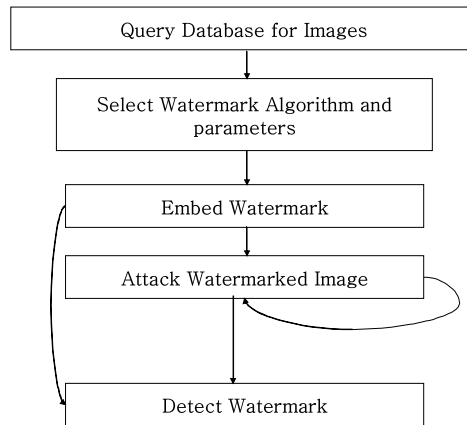 Query Database for Images
Select Watermark Algorithm and
parameters
Embed Watermark
Attack Watermarked Image
Detect Watermark